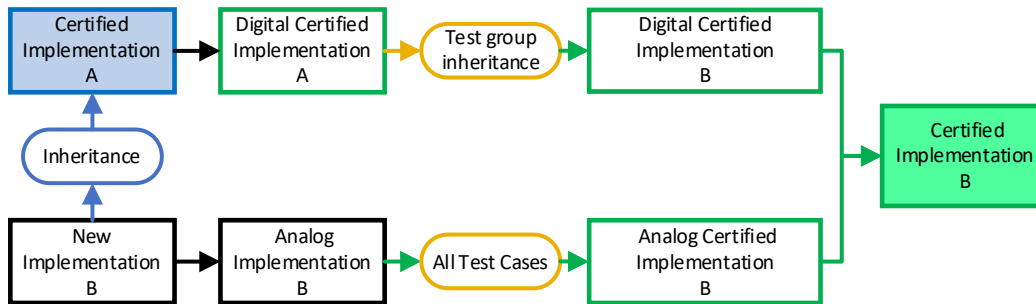 Certified
Implementation
A
Digital Certified
Implementation
A
Test group
inheritance
Digital Certified
Implementation
B
Inheritance
Certified
Implementation
B
New
Implementation
B
Analog
Implementation
B
All Test Cases
Analog Certified
Implementation
B